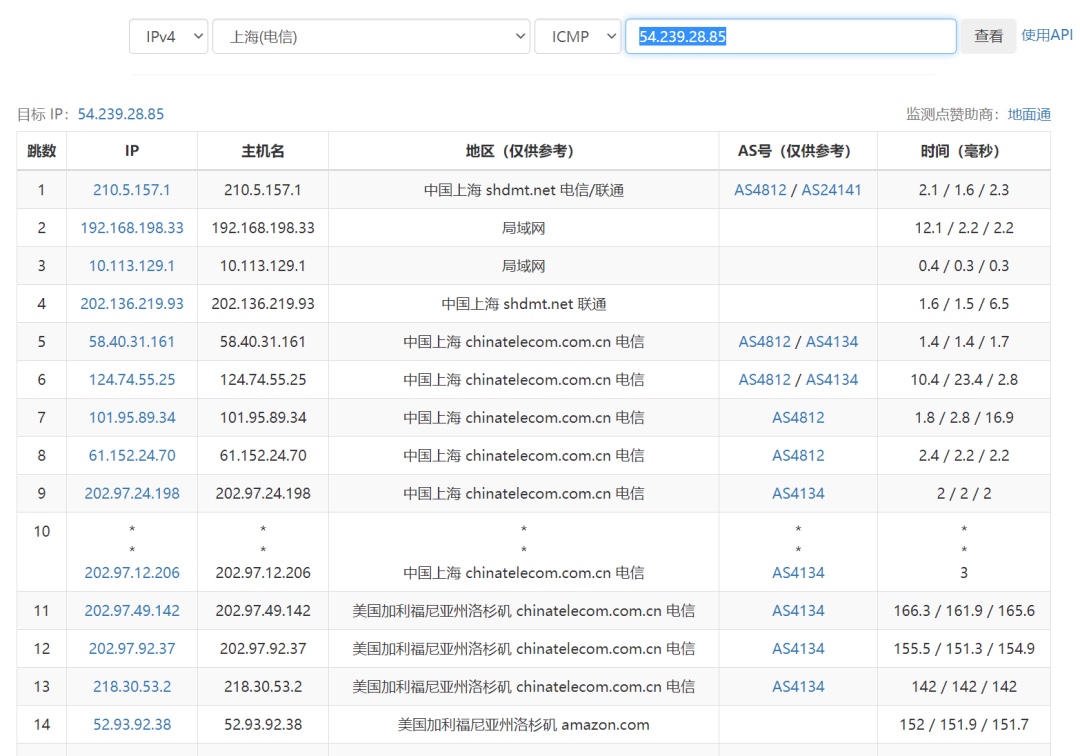 IPv4 上海(电信) ICMP 54.239.28.85 查看 使用API
目标 IP：54.239.28.85 监测点赞助商：地面通
跳数 IP 主机名 地区（仅供参考） AS号（仅供参考） 时间（毫秒）
1 210.5.157.1 210.5.157.1 中国上海 shdmt.net 电信/联通 AS4812 / AS24141 2.1 / 1.6 / 2.3
2 192.168.198.33 192.168.198.33 局域网 12.1 / 2.2 / 2.2
3 10.113.129.1 10.113.129.1 局域网 0.4 / 0.3 / 0.3
4 202.136.219.93 202.136.219.93 中国上海 shdmt.net 联通 1.6 / 1.5 / 6.5
5 58.40.31.161 58.40.31.161 中国上海 chinatelecom.com.cn 电信 AS4812 / AS4134 1.4 / 1.4 / 1.7
6 124.74.55.25 124.74.55.25 中国上海 chinatelecom.com.cn 电信 AS4812 / AS4134 10.4 / 23.4 / 2.8
7 101.95.89.34 101.95.89.34 中国上海 chinatelecom.com.cn 电信 AS4812 1.8 / 2.8 / 16.9
8 61.152.24.70 61.152.24.70 中国上海 chinatelecom.com.cn 电信 AS4812 2.4 / 2.2 / 2.2
9 202.97.24.198 202.97.24.198 中国上海 chinatelecom.com.cn 电信 AS4134 2 / 2 / 2
10 * * * * *
* * * * *
202.97.12.206 202.97.12.206 中国上海 chinatelecom.com.cn 电信 AS4134 3
11 202.97.49.142 202.97.49.142 美国加利福尼亚州洛杉矶 chinatelecom.com.cn 电信 AS4134 166.3 / 161.9 / 165.6
12 202.97.92.37 202.97.92.37 美国加利福尼亚州洛杉矶 chinatelecom.com.cn 电信 AS4134 155.5 / 151.3 / 154.9
13 218.30.53.2 218.30.53.2 美国加利福尼亚州洛杉矶 chinatelecom.com.cn 电信 AS4134 142 / 142 / 142
14 52.93.92.38 52.93.92.38 美国加利福尼亚州洛杉矶 amazon.com 152 / 151.9 / 151.7